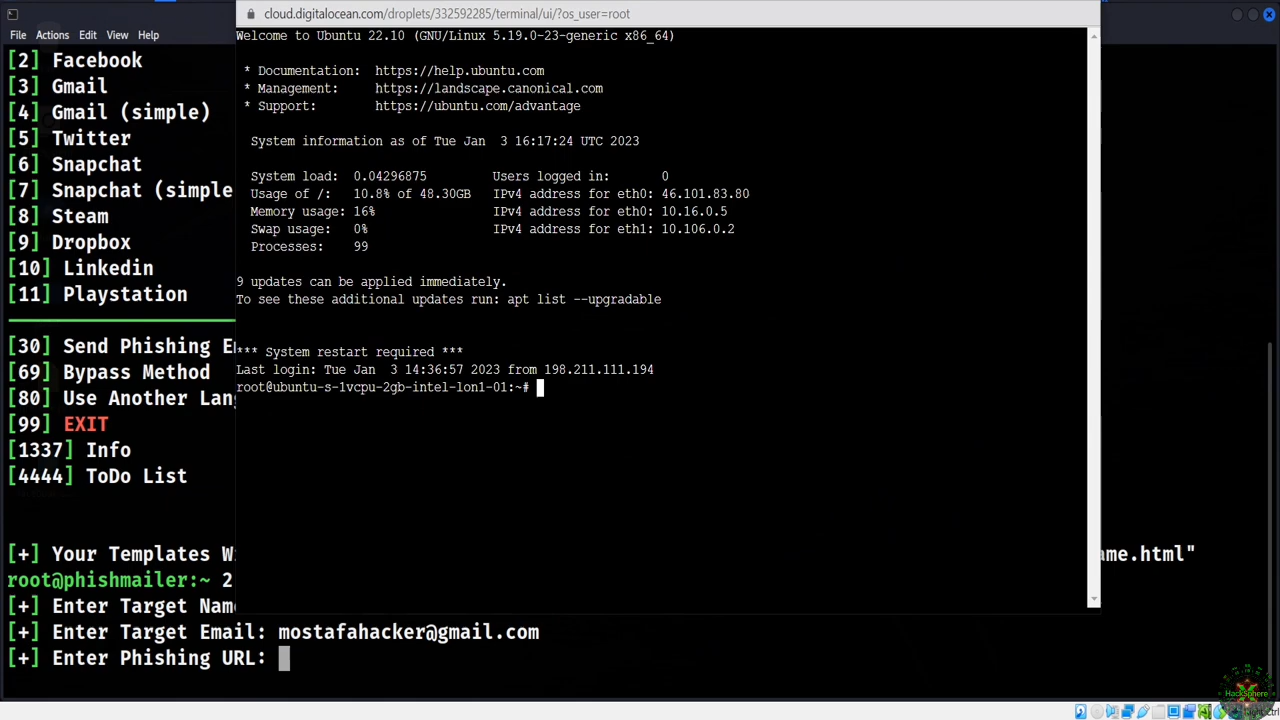 cloud.digitalocean.com/droplets/332592285/terminal/ui/?os_user=root
File Actions Edit View Help
[2] Facebook
[3] Gmail
[4] Gmail (simple)
[5] Twitter
[6] Snapchat
[7] Snapchat (simple
[8] Steam
[9] Dropbox
[10] Linkedin
[11] Playstation
[30] Send Phishing
[69] Bypass Method
[80] Use Another
[99] EXIT
[1337] Info
[4444] ToDo List
[+] Your Templates
ame.html"
root@phishmailer:~ 2
[+] Enter Target
[+] Enter Target Email: mostafahacker@gmail.com
[+] Enter Phishing URL:
Welcome to Ubuntu 22.10 (GNU/Linux 5.19.0-23-generic x86_64)
* Documentation: https://help.ubuntu.com
* Management: https://landscape.canonical.com
* Support: https://ubuntu.com/advantage
System information as of Tue Jan 3 16:17:24 UTC 2023
System load: 0.04296875 Users logged in: 0
Usage of /: 10.8% of 48.30GB IPv4 address for eth0: 46.101.83.80
Memory usage: 16% IPv4 address for eth0: 10.16.0.5
Swap usage: 0% IPv4 address for eth1: 10.106.0.2
Processes: 99
9 updates can be applied immediately.
To see these additional updates run: apt list --upgradable
*** System restart required ***
Last login: Tue Jan 3 14:36:57 2023 from 198.211.111.194
root@ubuntu-s-1vcpu-2gb-intel-lon1-01:~#
HackSphere